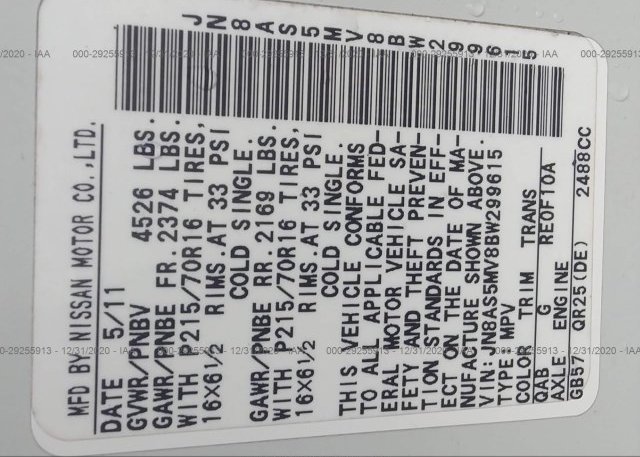 JN8AS5MV8BW299615
MFD BY NISSAN MOTOR CO.,LTD.
DATE 5/11
GVWR/PNBV 4526 LBS.
GAWR/PNBE FR. 2374 LBS.
WITH P215/70R16 TIRES,
16X6½ RIMS.AT 33 PSI
COLD SINGLE.
GAWR/PNBE RR. 2169 LBS.
WITH P215/70R16 TIRES,
16X6½ RIMS.AT 33 PSI
COLD SINGLE.
THIS VEHICLE CONFORMS
TO ALL APPLICABLE FED-
ERAL MOTOR VEHICLE SA-
FETY AND THEFT PREVEN-
TION STANDARDS IN EFF-
ECT ON THE DATE OF MA-
NUFACTURE SHOWN ABOVE.
VIN:JN8AS5MV8BW299615
TYPE:MPV
COLOR TRIM TRANS
QAB G RE0F10A
AXLE ENGINE
GB57 QR25(DE) 2488CC
000-29255913 - 12/31/2020 - IAA